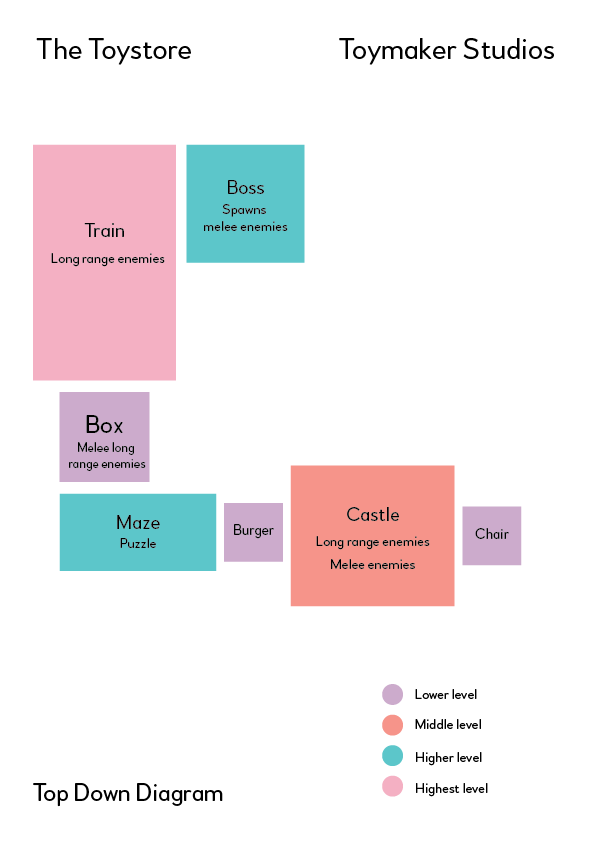 The Toystore
Toymaker Studios
Train
Long range enemies
Boss
Spawns
melee enemies
Box
Melee long
range enemies
Maze
Puzzle
Burger
Castle
Long range enemies
Melee enemies
Chair
Lower level
Middle level
Higher level
Highest level
Top Down Diagram